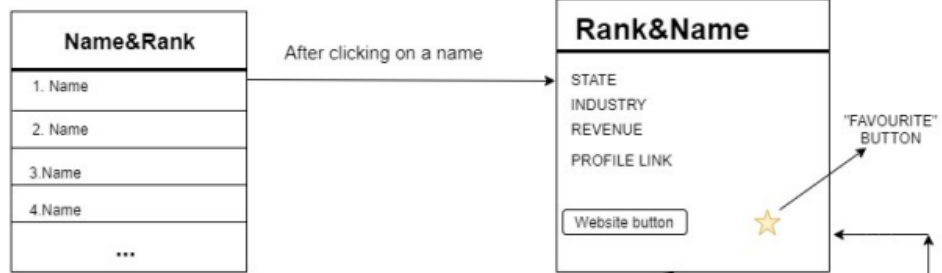 Name&Rank
1. Name
2. Name
3.Name
4.Name
...
After clicking on a name
Rank&Name
STATE
INDUSTRY
REVENUE
PROFILE LINK
Website button
"FAVOURITE"
BUTTON